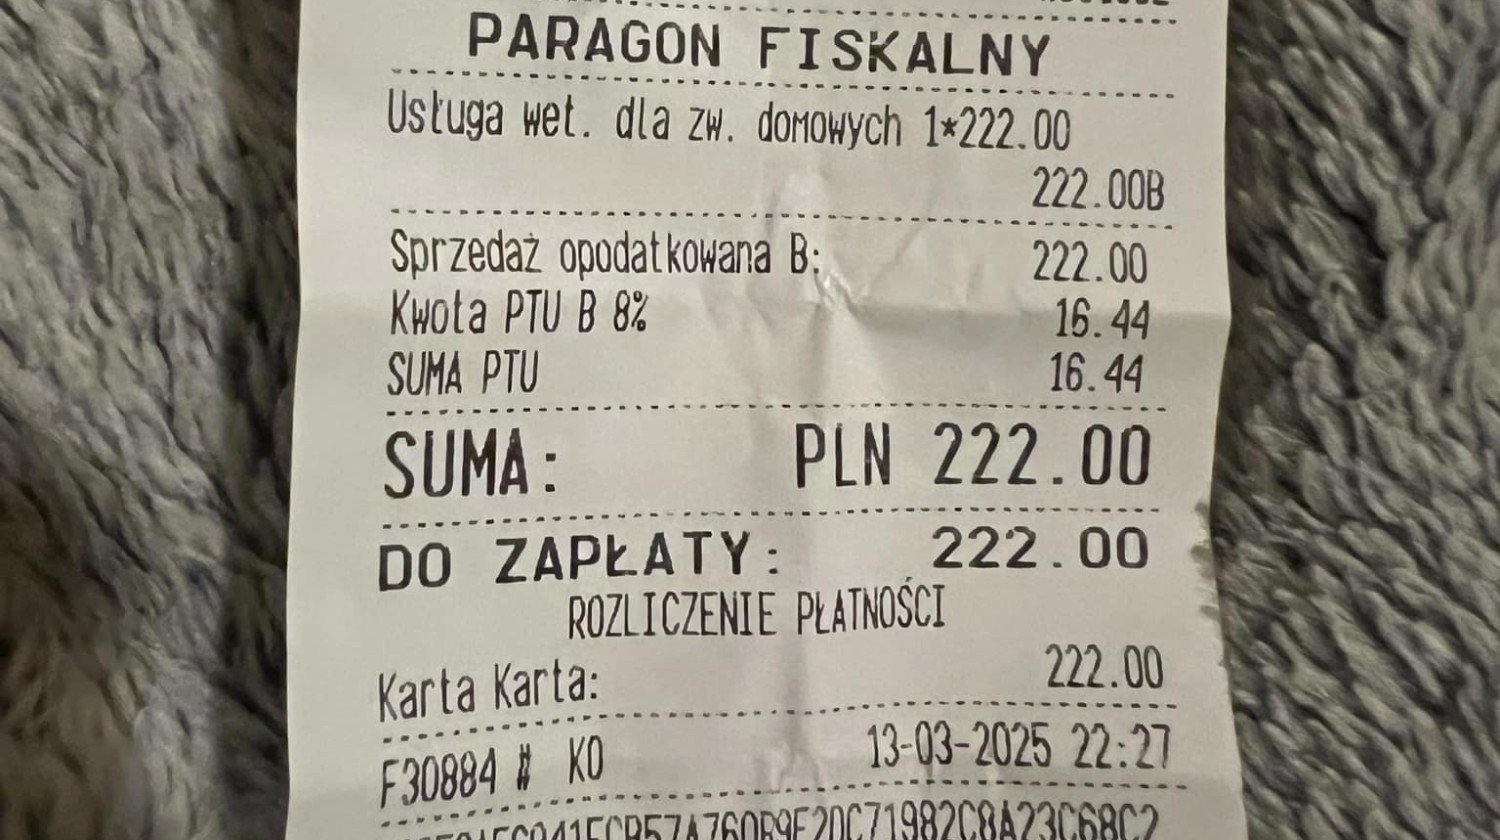 PARAGON FISKALNY
Usługa wet. dla zw. domowych 1*222.00
222.00B
Sprzedaż opodatkowana B: 222.00
Kwota PTU B 8% 16.44
SUMA PTU 16.44
SUMA: PLN 222.00
DO ZAPŁATY: 222.00
ROZLICZENIE PŁATNOŚCI
Karta Karta: 222.00
F30884 # KO 13-03-2025 22:27